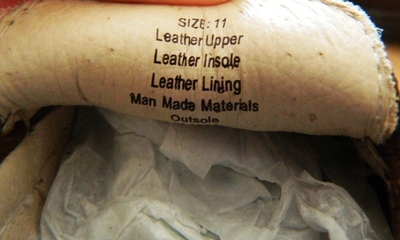 SIZE: 11
Leather Upper
Leather Insole
Leather Lining
Man Made Materials
Outsole